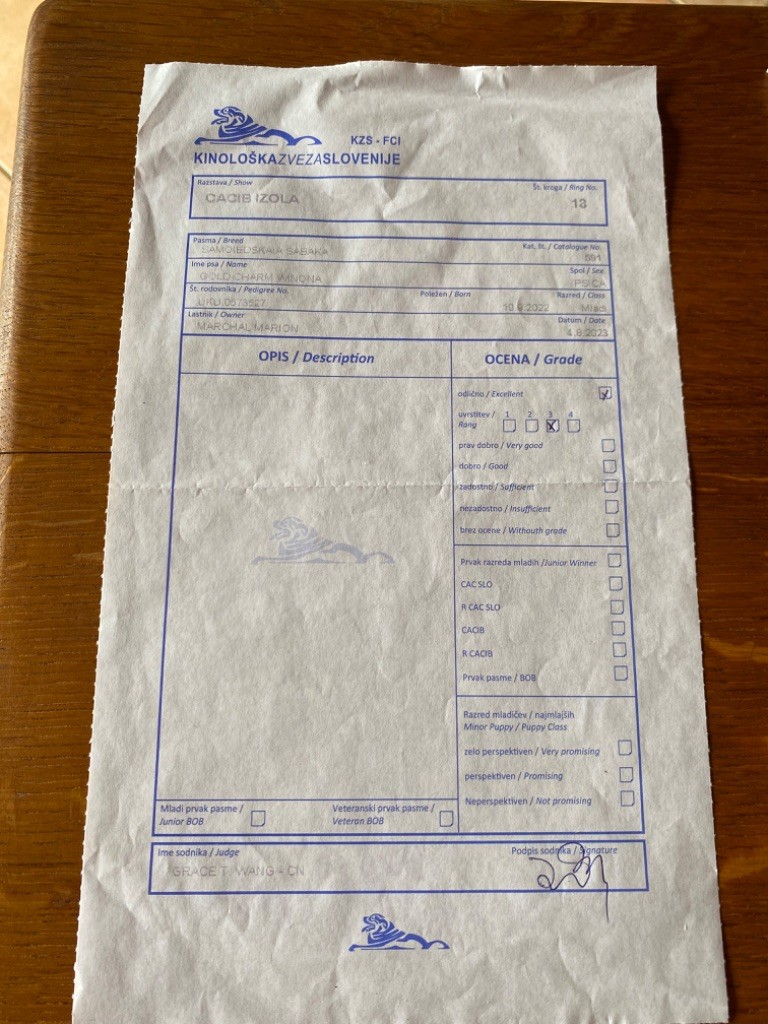 KZS - FCI
KINOLOŠKAZVEZASLOVENIJE
Razstava / Show
Št. kroga / Ring No.
CACIB IZOLA
13
Pasma / Breed
Kat. št. / Catalogue No.
SAMOIEDSKAIA SABAKA
591
Ime psa / Name
Spol / Sex
GOLD CHARM WINONA
PSICA
Št. rodovnika / Pedigree No.
Poležen / Born
Razred / Class
10.9.2022
Mladi
Lastnik / Owner
Datum / Date
MARCHAL MARION
4.8.2023
OPIS / Description
OCENA / Grade
odlično / Excellent
uvrstitev / Rang
1 2 3 4
prav dobro / Very good
dobro / Good
zadostno / Sufficient
nezadostno / Insufficient
brez ocene / Withouth grade
Prvak razreda mladih /Junior Winner
CAC SLO
R CAC SLO
CACIB
R CACIB
Prvak pasme / BOB
Razred mladičev / najmlajših
Minor Puppy / Puppy Class
zelo perspektiven / Very promising
perspektiven / Promising
Neperspektiven / Not promising
Mladi prvak pasme /
Junior BOB
Veteranski prvak pasme /
Veteran BOB
Ime sodnika / Judge
Podpis sodnika / Signature
GRACE T. WANG - CN